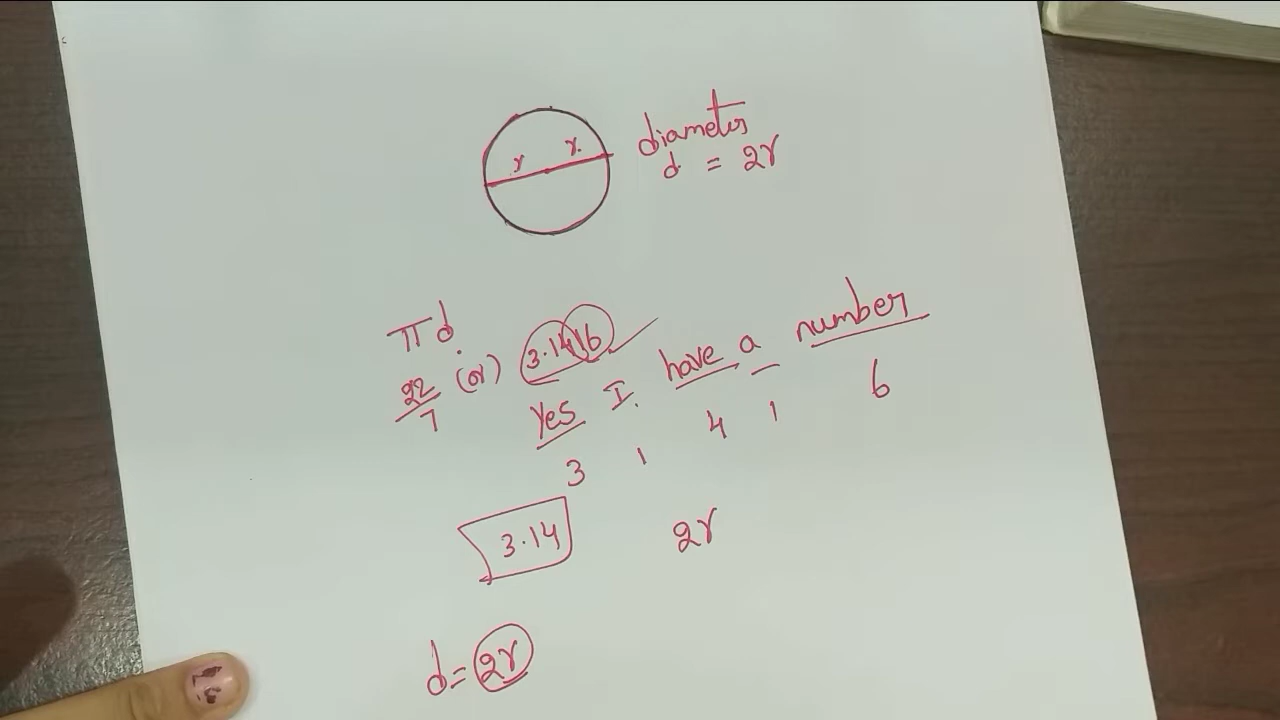 r r
diameter
d = 2r
πd
22/7 (or) 3.1416
Yes I have a number
3 1 4 1 6
3.14 2r
d = 2r